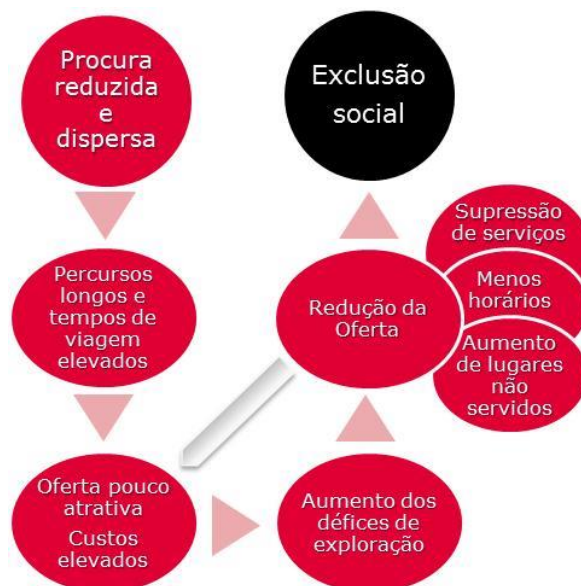 Procura
reduzida
e
dispersa
Percursos
longos e
tempos de
viagem
elevados
Oferta pouco
atrativa
Custos
elevados
Aumento dos
défices de
exploração
Redução da
Oferta
Supressão
de serviços
Menos
horários
Aumento
de lugares
não
servidos
Exclusão
social